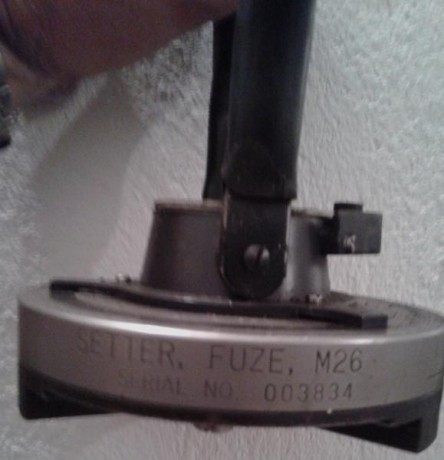 SETTER, FUZE, M26
SERIAL NO. 003834